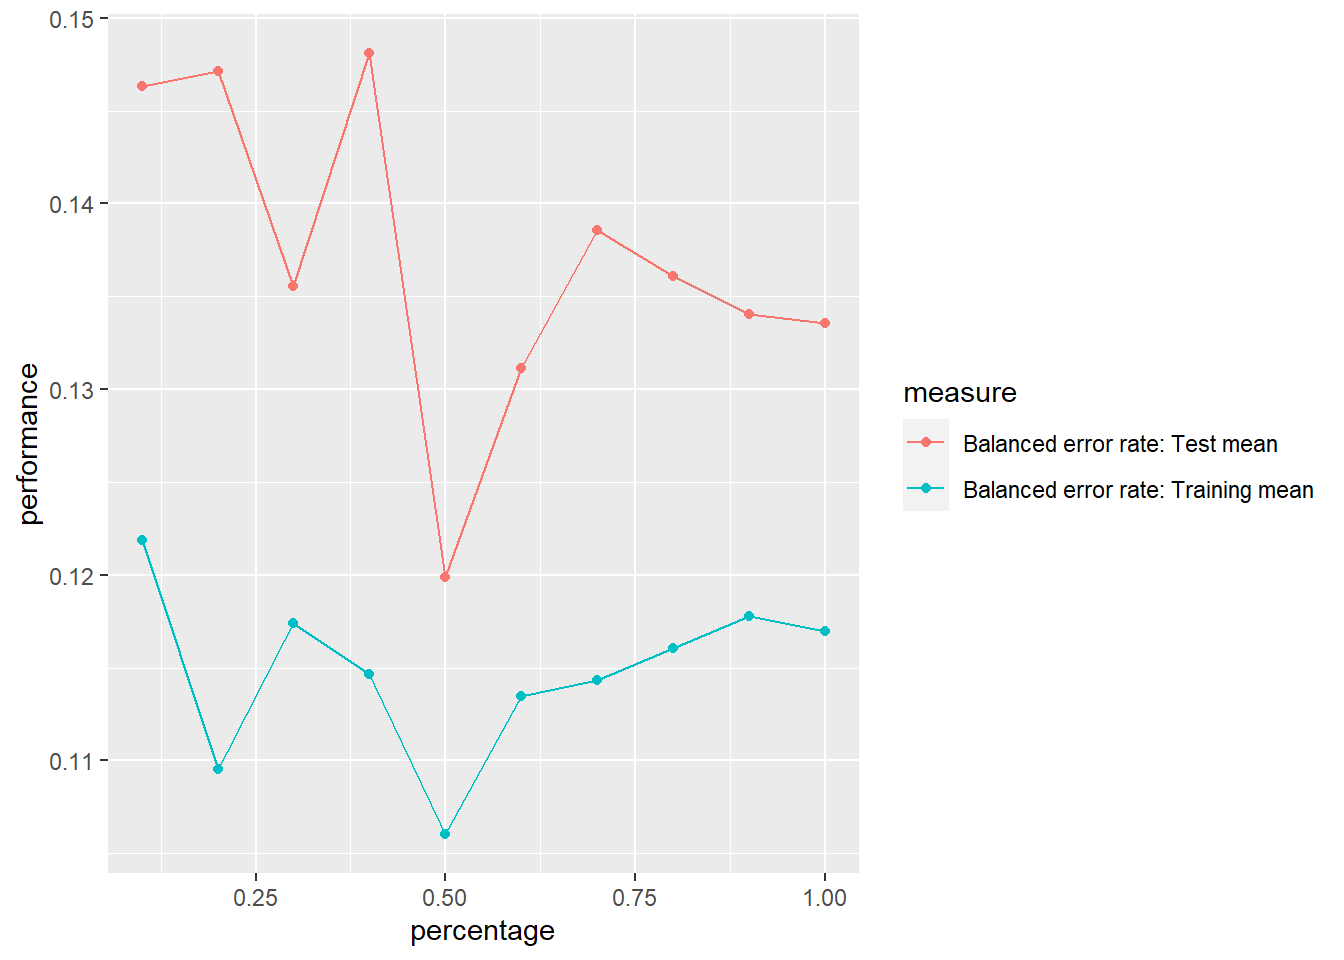 0.15
0.14
0.13
0.12
0.11
performance
0.25 0.50 0.75 1.00
percentage
measure
Balanced error rate: Test mean
Balanced error rate: Training mean